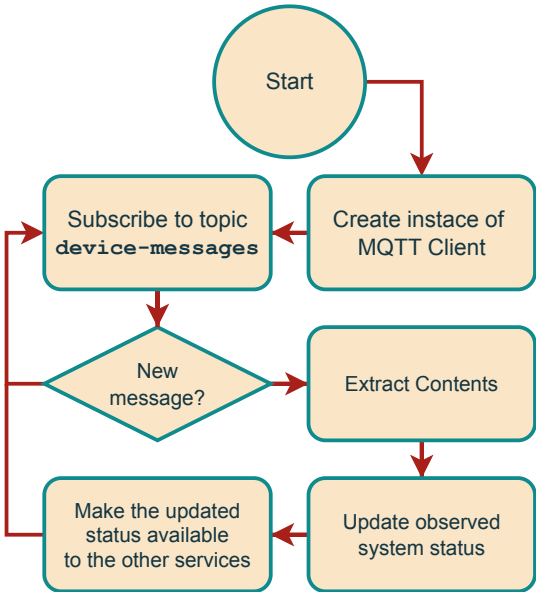 Start
Create instace of
MQTT Client
Subscribe to topic
device-messages
New
message?
Extract Contents
Update observed
system status
Make the updated
status available
to the other services